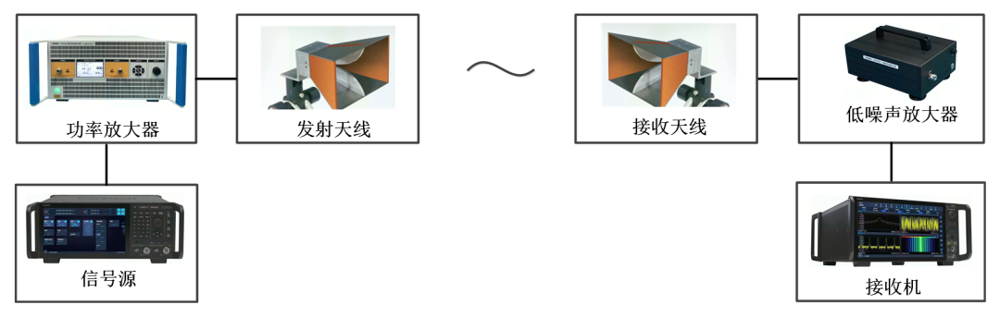 功率放大器
发射天线
接收天线
低噪声放大器
信号源
接收机